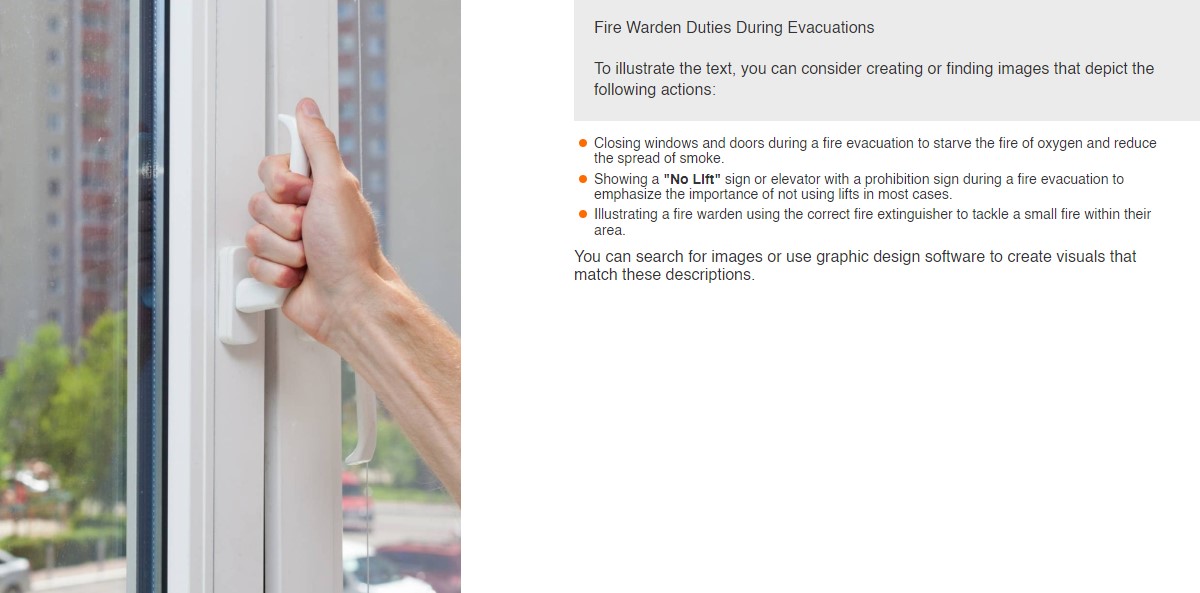 Fire Warden Duties During Evacuations
To illustrate the text, you can consider creating or finding images that depict the
following actions:
Closing windows and doors during a fire evacuation to starve the fire of oxygen and reduce
the spread of smoke.
Showing a "No LIft" sign or elevator with a prohibition sign during a fire evacuation to
emphasize the importance of not using lifts in most cases.
Illustrating a fire warden using the correct fire extinguisher to tackle a small fire within their
area.
You can search for images or use graphic design software to create visuals that
match these descriptions.